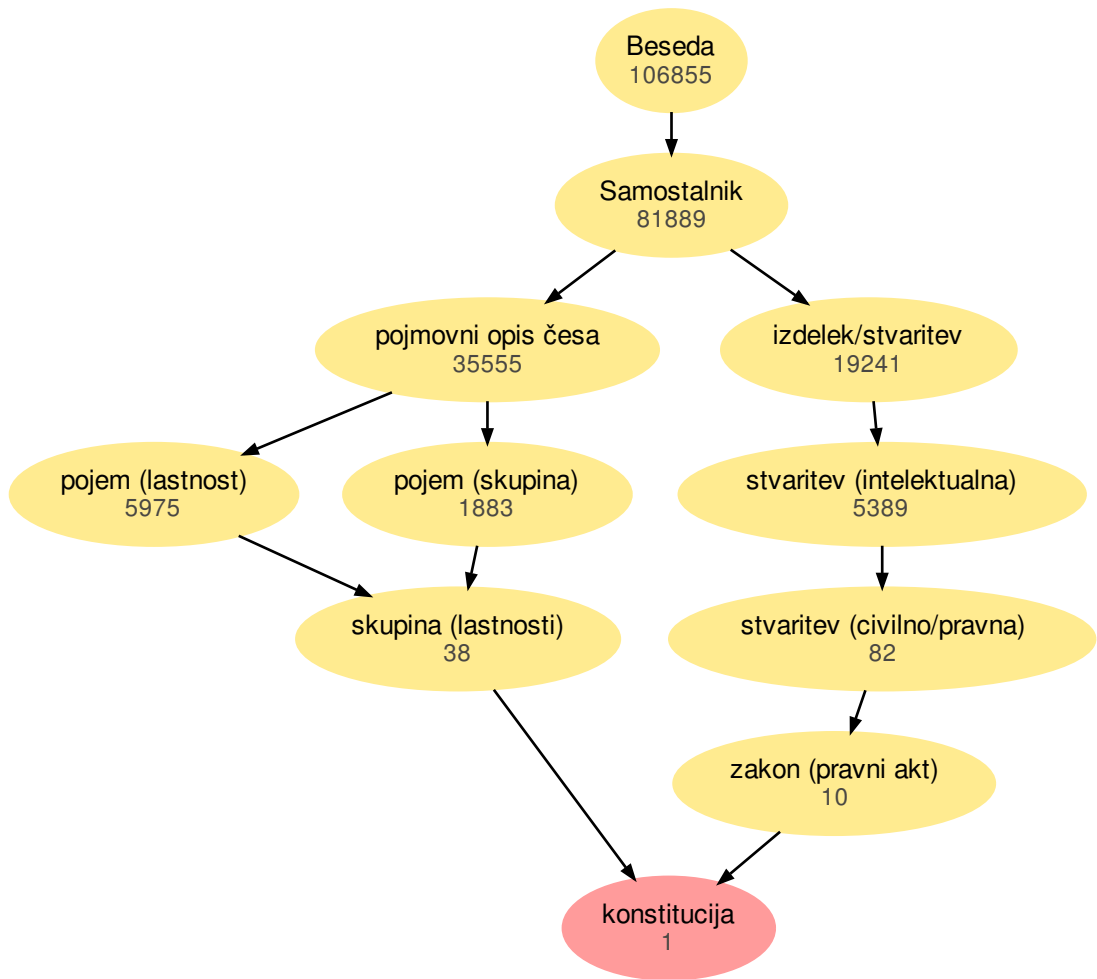 Beseda
106855
Samostalnik
81889
pojmovni opis česa
35555
izdelek/stvaritev
19241
pojem (lastnost)
5975
pojem (skupina)
1883
stvaritev (intelektualna)
5389
skupina (lastnosti)
38
stvaritev (civilno/pravna)
82
zakon (pravni akt)
10
konstitucija
1